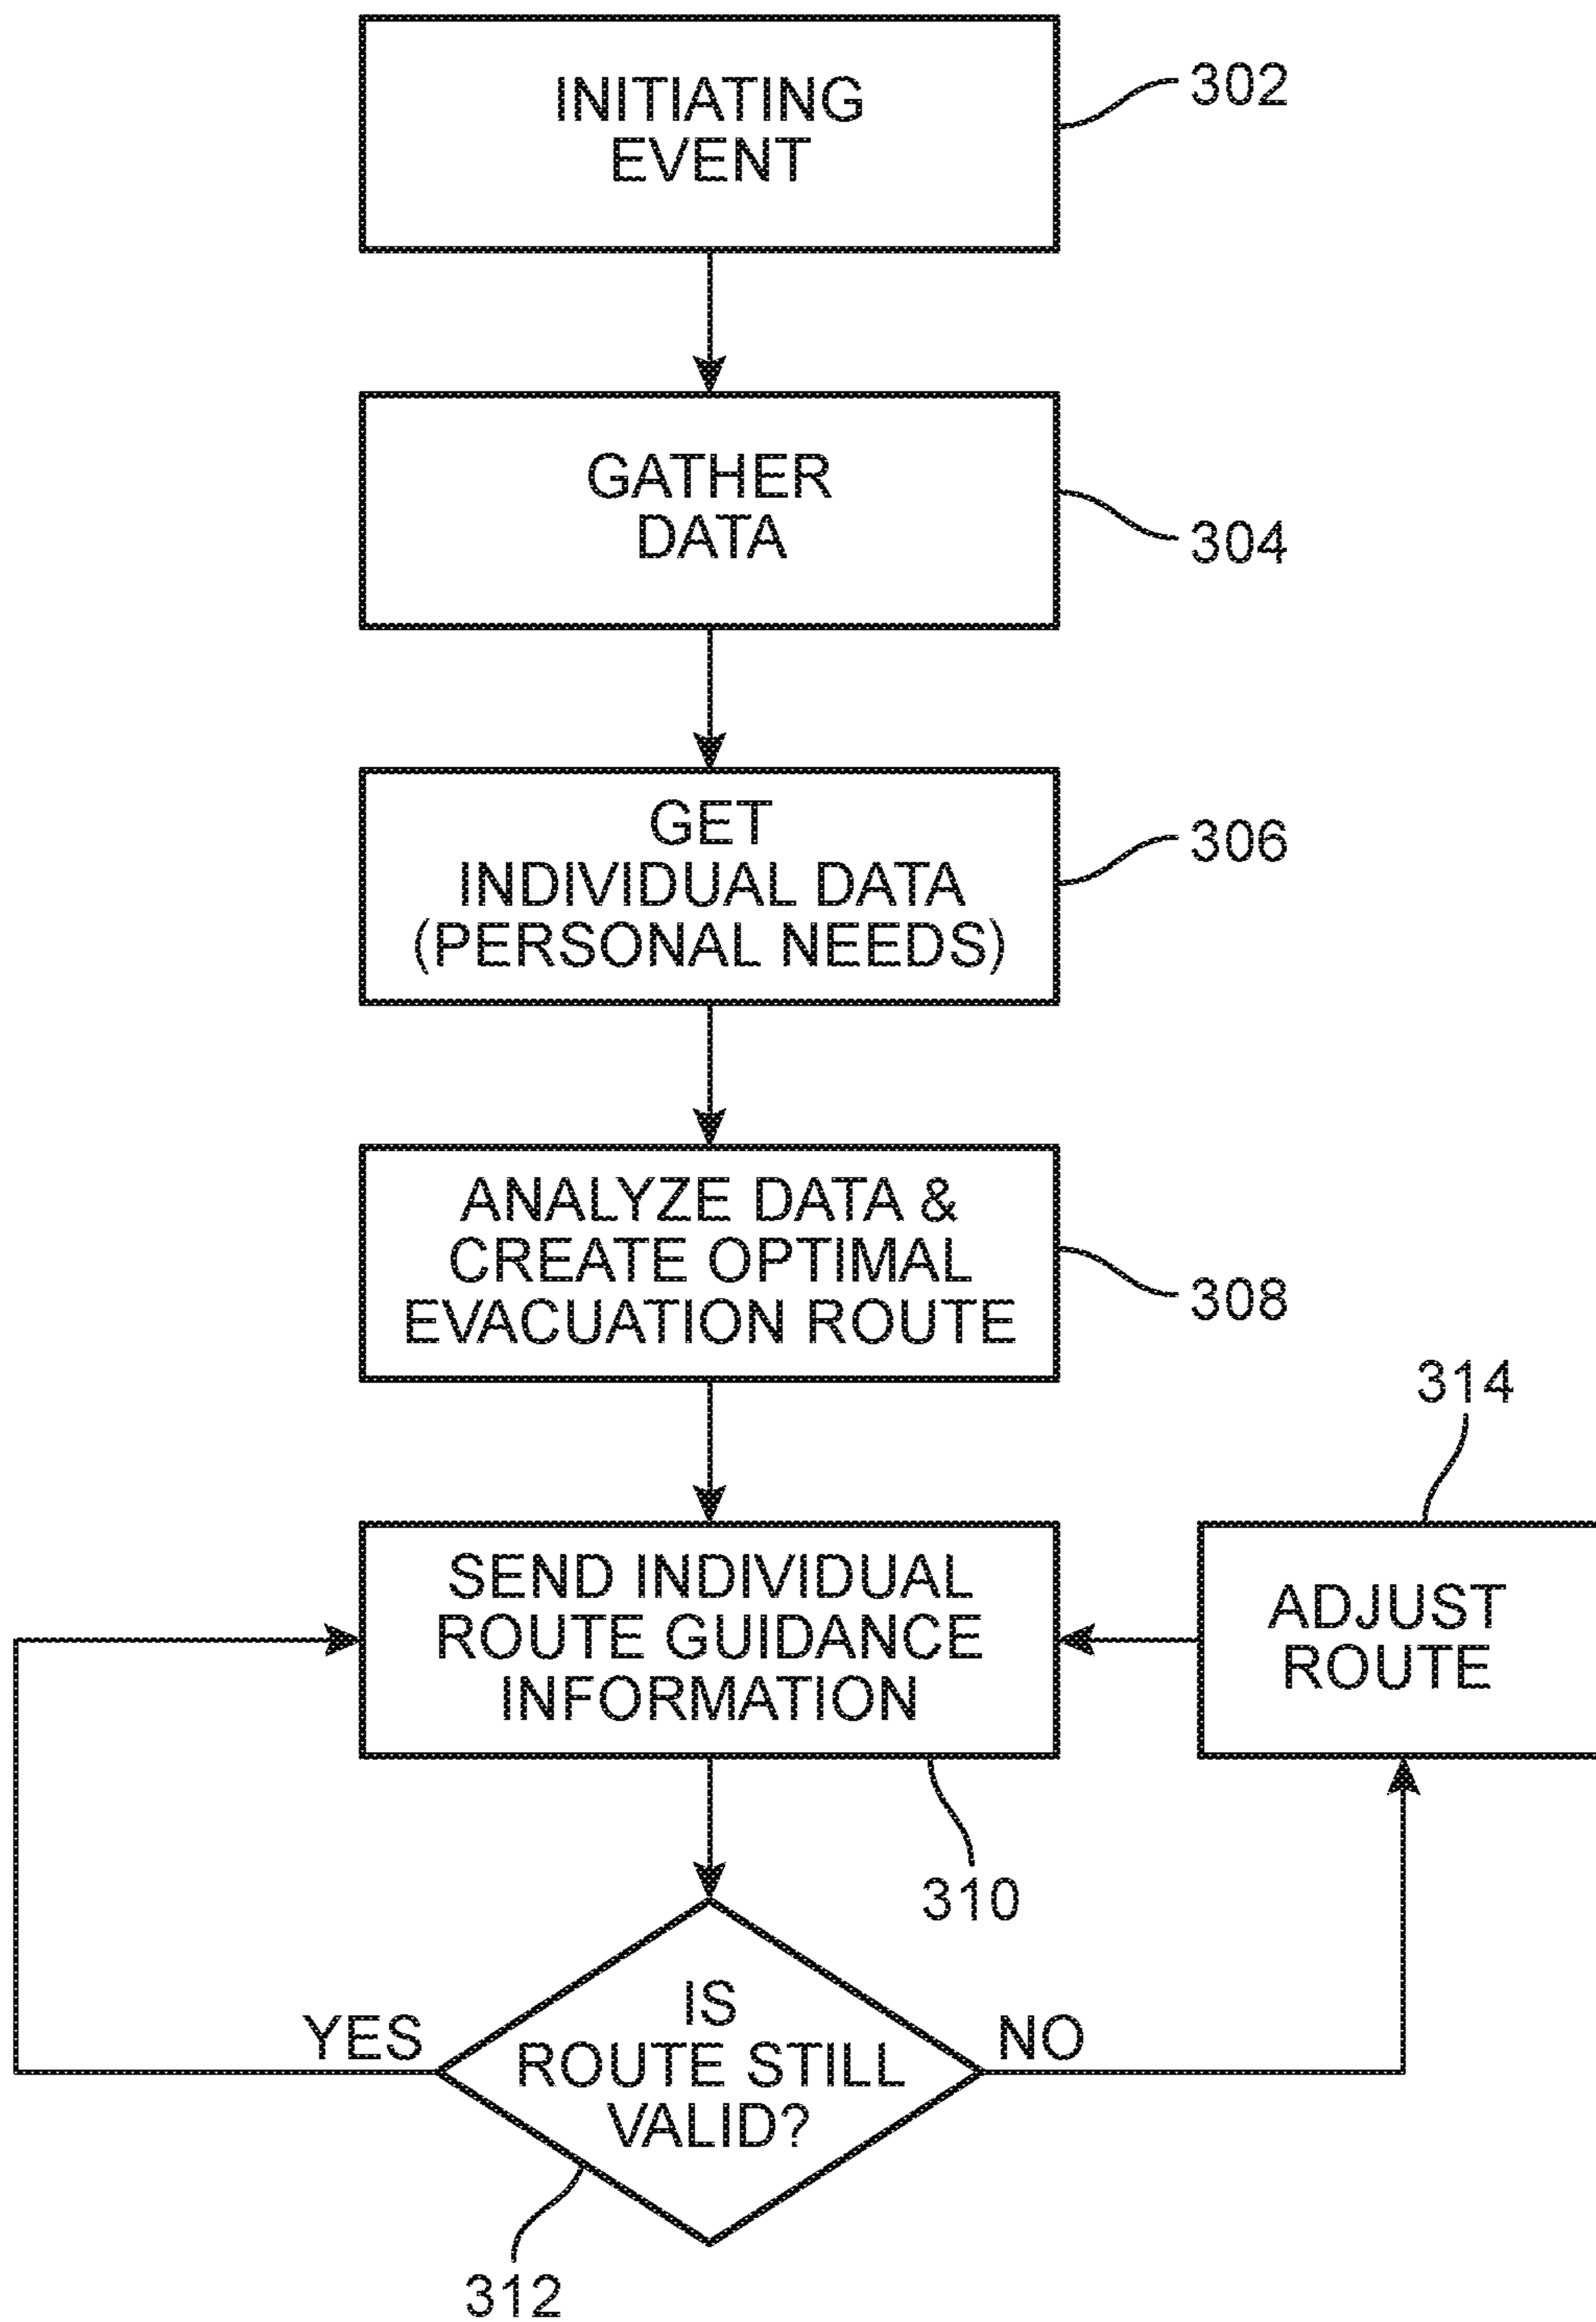 INITIATING
EVENT
302
GATHER
DATA
304
GET
INDIVIDUAL DATA
(PERSONAL NEEDS)
306
ANALYZE DATA &
CREATE OPTIMAL
EVACUATION ROUTE
308
314
SEND INDIVIDUAL
ROUTE GUIDANCE
INFORMATION
ADJUST
ROUTE
310
IS
ROUTE STILL
VALID?
YES
NO
312